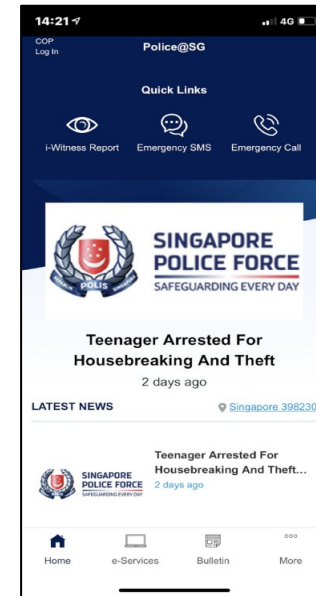 14:21
4G
COP
Log In
Police@SG
Quick Links
i-Witness Report
Emergency SMS
Emergency Call
POLIS
SINGAPORE
POLICE FORCE
SAFEGUARDING EVERY DAY
Teenager Arrested For
Housebreaking And Theft
2 days ago
LATEST NEWS
Singapore 398230
SINGAPORE
POLICE FORCE
SAFEGUARDING EVERY DAY
Teenager Arrested For
Housebreaking And Theft...
2 days ago
Home
e-Services
Bulletin
More